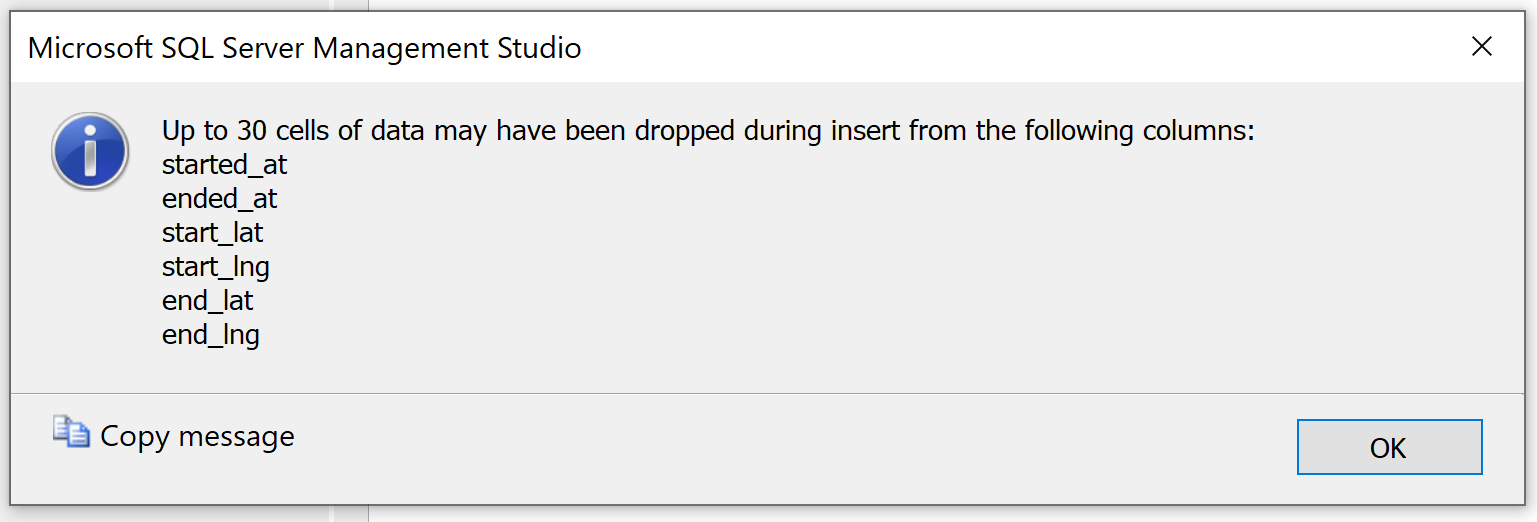 Microsoft SQL Server Management Studio
Up to 30 cells of data may have been dropped during insert from the following columns:
started_at
ended_at
start_lat
start_lng
end_lat
end_lng
Copy message
OK